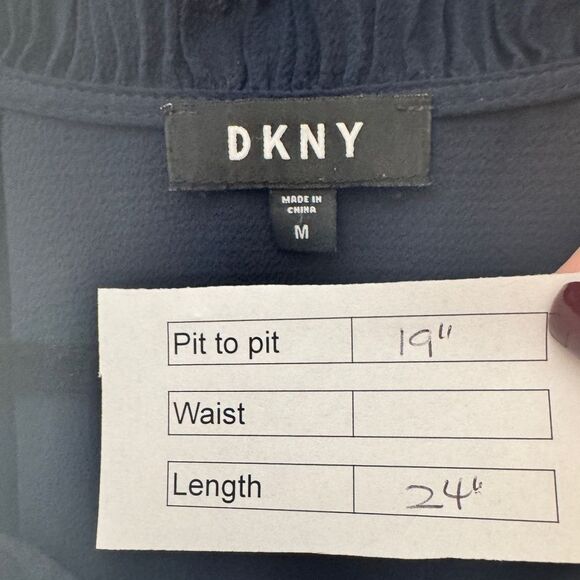 DKNY
MADE IN
CHINA
M
Pit to pit 19"
Waist
Length 24"